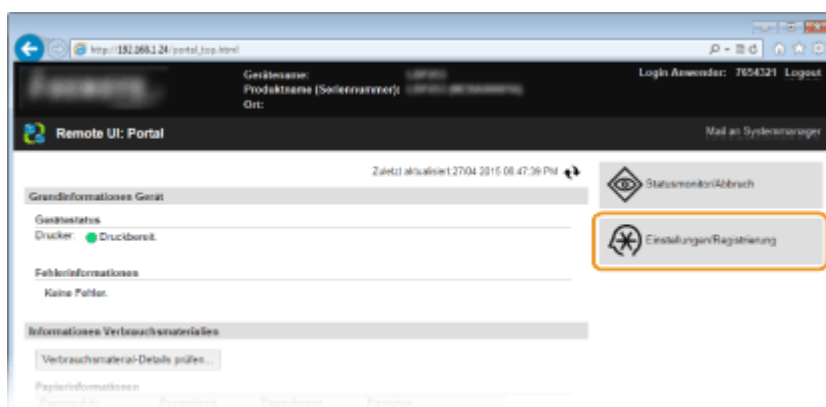 http://192.168.1.24/portal_top.html
Gerätename:
Login Anwender: 7654321 Logout
Produktname (Seriennummer):
Ort:
Remote UI: Portal
Mail an Systemmanager
Zuletzt aktualisiert:27/04 2015 08:47:39 PM
Grundinformationen Gerät
Gerätestatus
Drucker: Druckbereit.
Fehlerinformationen
Keine Fehler.
Statusmonitor/Abbruch
Einstellungen/Registrierung
Informationen Verbrauchsmaterialien
Verbrauchsmaterial-Details prüfen...
Papierinformationen